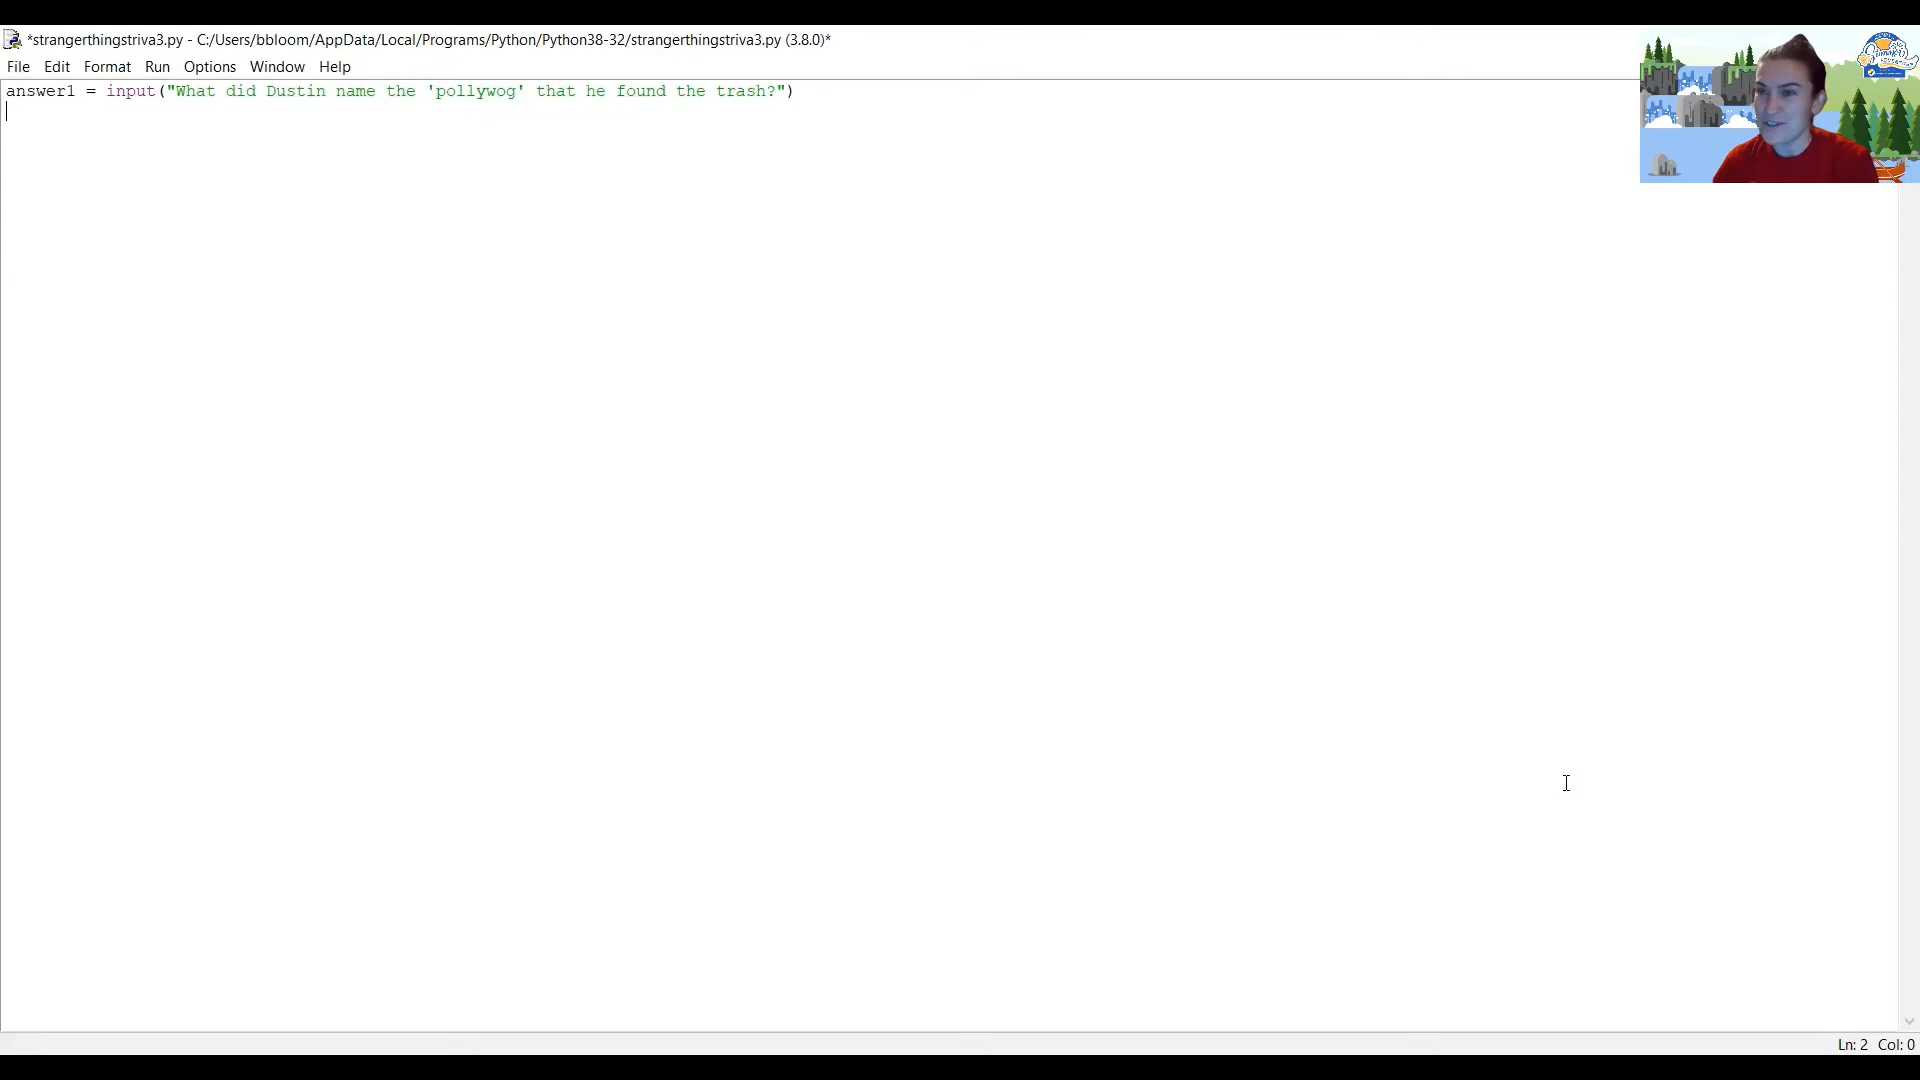 *strangerthingstriva3.py - C:/Users/bbloom/AppData/Local/Programs/Python/Python38-32/strangerthingstriva3.py (3.8.0)*
File Edit Format Run Options Window Help
answer1 = input("What did Dustin name the 'pollywog' that he found the trash?")
Ln: 2 Col: 0